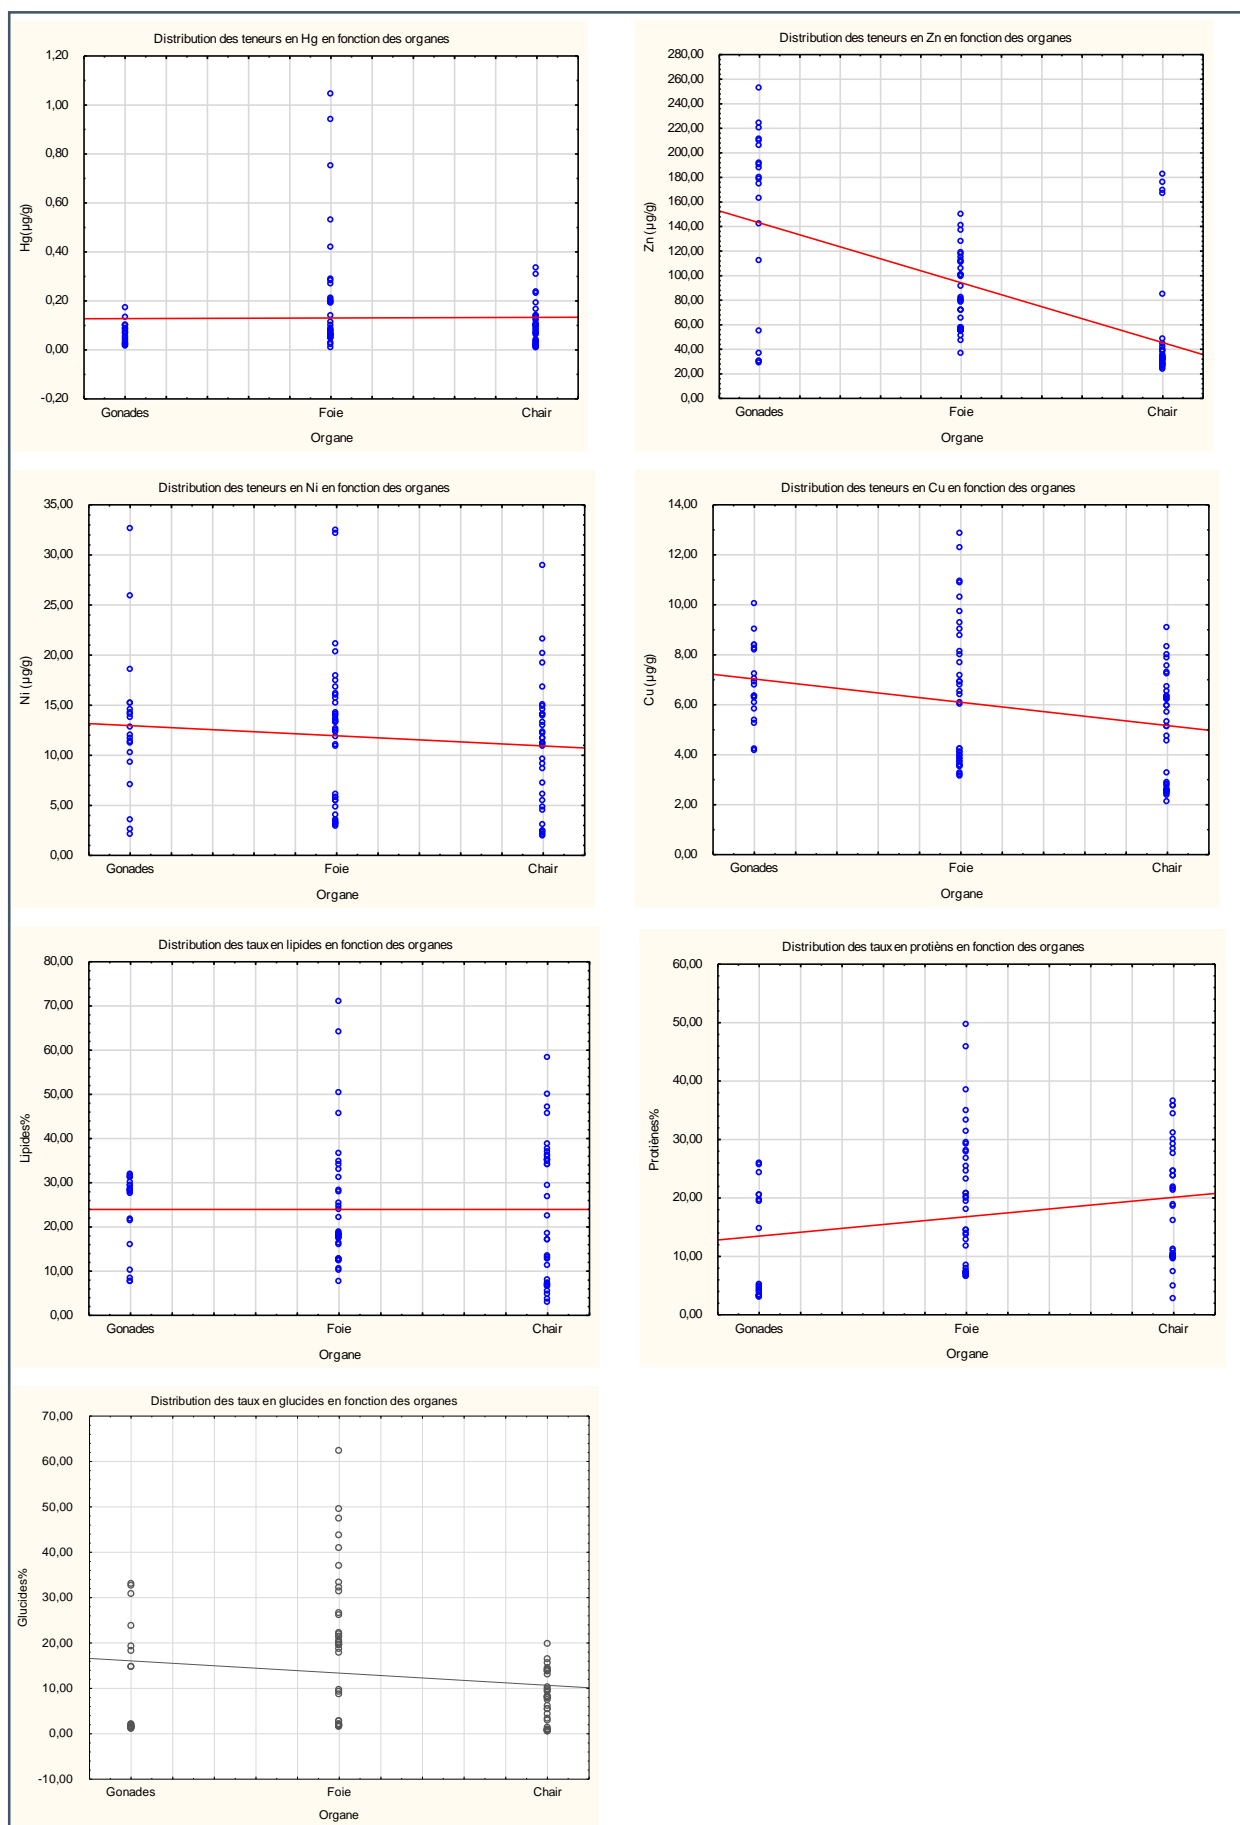 Distribution des teneurs en Hg en fonction des organes
1,20
1,00
0,80
0,60
0,40
0,20
0,00
-0,20
Hg(µg/g)
Gonades Foie Chair
Organe
Distribution des teneurs en Zn en fonction des organes
280,00
260,00
240,00
220,00
200,00
180,00
160,00
140,00
120,00
100,00
80,00
60,00
40,00
20,00
0,00
Zn (µg/g)
Gonades Foie Chair
Organe
Distribution des teneurs en Ni en fonction des organes
35,00
30,00
25,00
20,00
15,00
10,00
5,00
0,00
Ni (µg/g)
Gonades Foie Chair
Organe
Distribution des teneurs en Cu en fonction des organes
14,00
12,00
10,00
8,00
6,00
4,00
2,00
0,00
Cu (µg/g)
Gonades Foie Chair
Organe
Distribution des taux en lipides en fonction des organes
80,00
70,00
60,00
50,00
40,00
30,00
20,00
10,00
0,00
Lipides%
Gonades Foie Chair
Organe
Distribution des taux en protièns en fonction des organes
60,00
50,00
40,00
30,00
20,00
10,00
0,00
Protiènes%
Gonades Foie Chair
Organe
Distribution des taux en glucides en fonction des organes
70,00
60,00
50,00
40,00
30,00
20,00
10,00
0,00
-10,00
Glucides%
Gonades Foie Chair
Organe